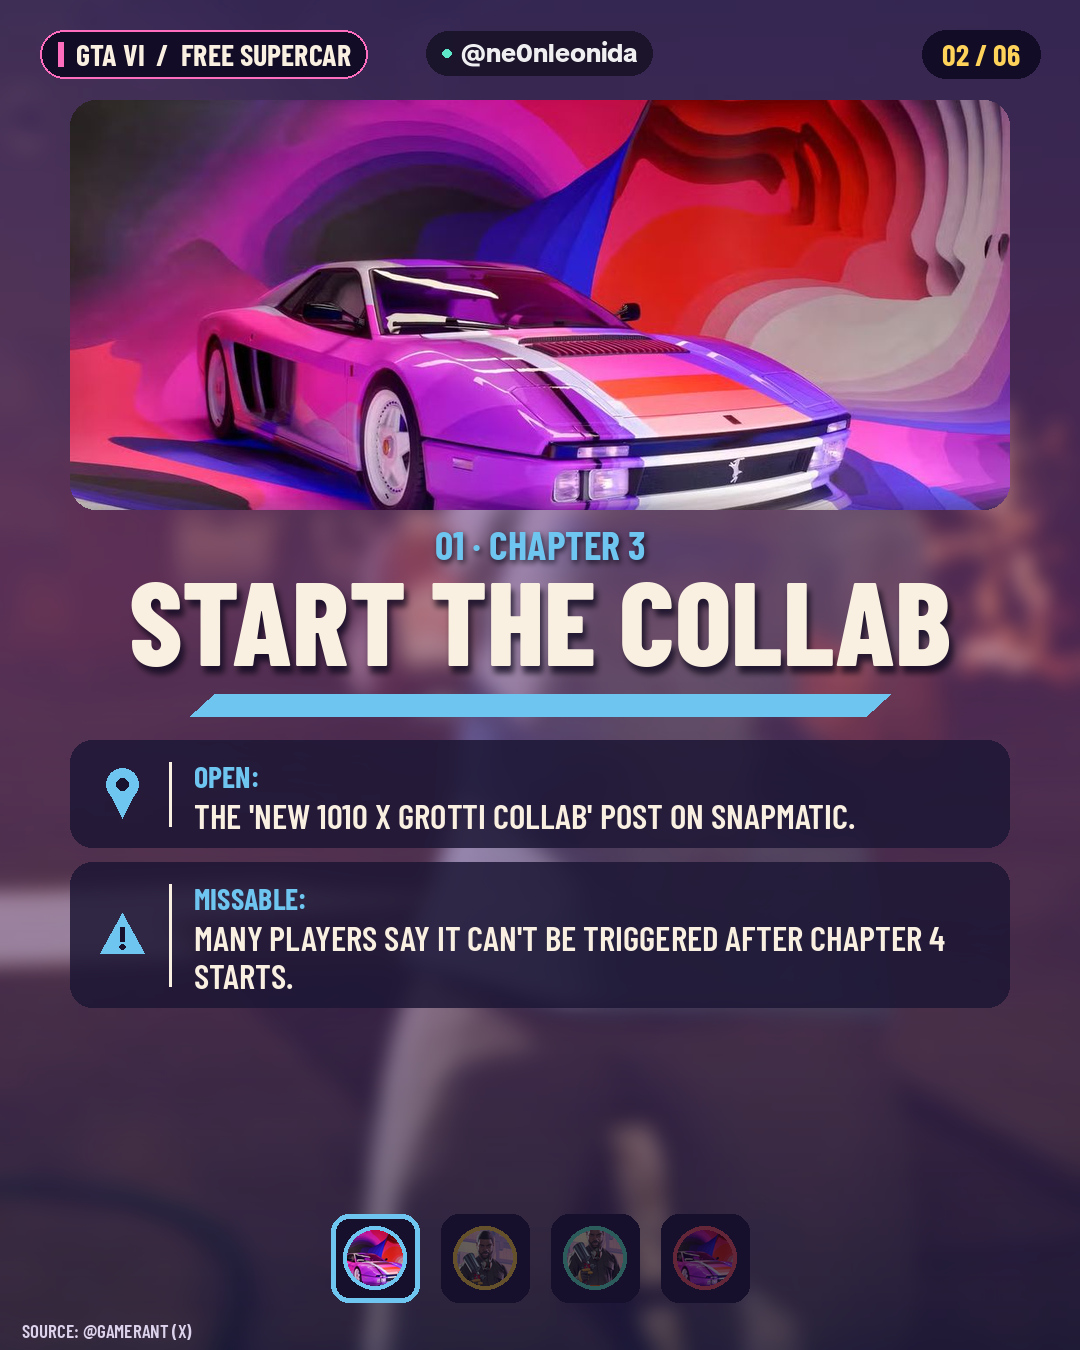 GTA VI / FREE SUPERCAR
@ne0nleonida
02 / 06
01 · CHAPTER 3
START THE COLLAB
OPEN:
THE 'NEW 1010 X GROTTI COLLAB' POST ON SNAPMATIC.
MISSABLE:
MANY PLAYERS SAY IT CAN'T BE TRIGGERED AFTER CHAPTER 4
STARTS.
SOURCE: @GAMERANT (X)